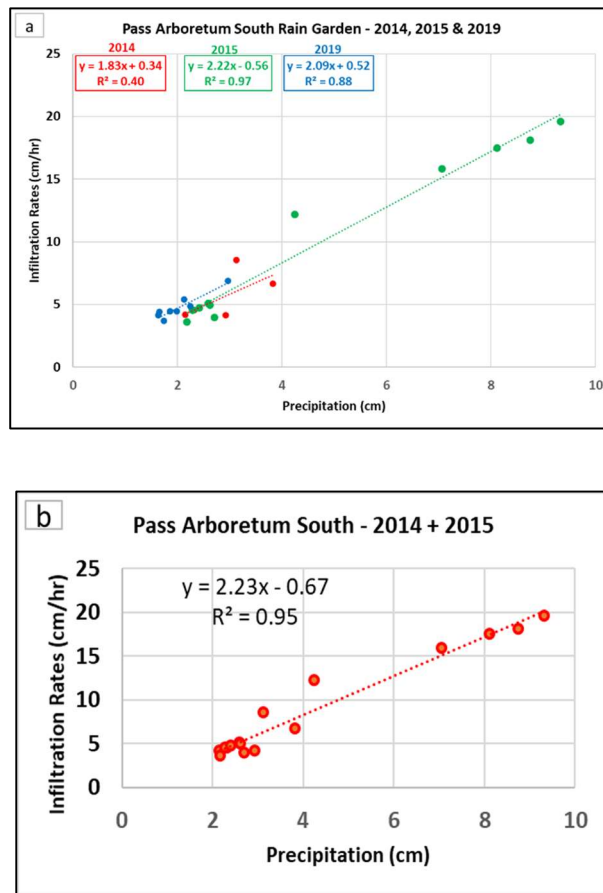 a
Pass Arboretum South Rain Garden - 2014, 2015 & 2019
2014 2015 2019
y = 1.83x + 0.34 y = 2.22x - 0.56 y = 2.09x + 0.52
R² = 0.40 R² = 0.97 R² = 0.88
Infiltration Rates (cm/hr)
25
20
15
10
5
0
0 2 4 6 8 10
Precipitation (cm)
b
Pass Arboretum South - 2014 + 2015
y = 2.23x - 0.67
R² = 0.95
Infiltration Rates (cm/hr)
25
20
15
10
5
0
0 2 4 6 8 10
Precipitation (cm)